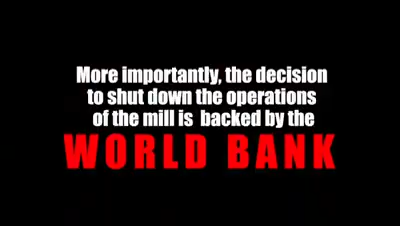 More importantly, the decision
to shut down the operations
of the mill is backed by the
WORLD BANK